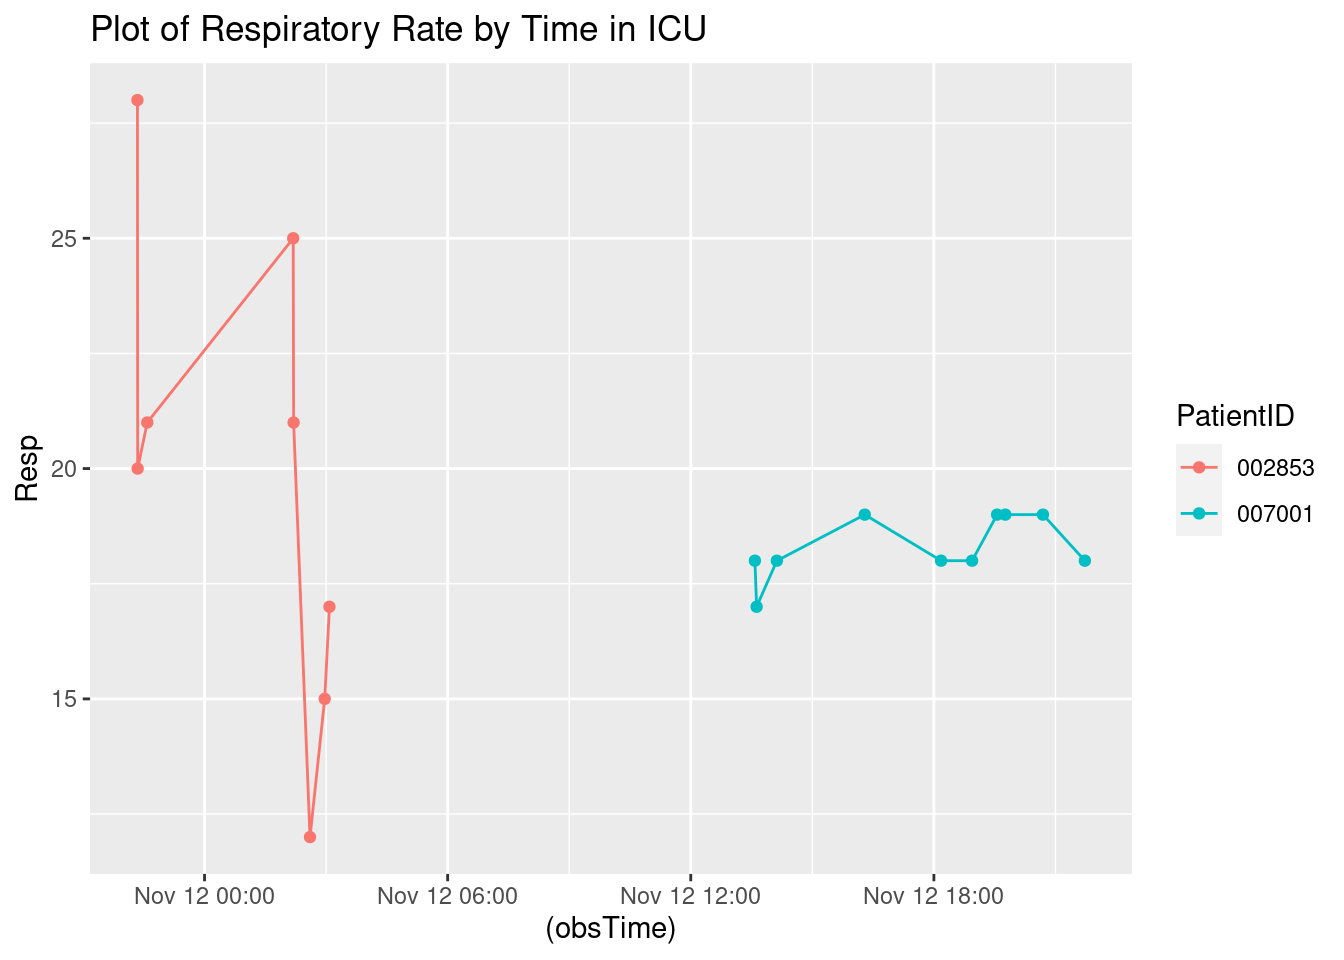 Plot of Respiratory Rate by Time in ICU
25
20
15
Resp
Nov 12 00:00
Nov 12 06:00
Nov 12 12:00
Nov 12 18:00
(obsTime)
PatientID
002853
007001